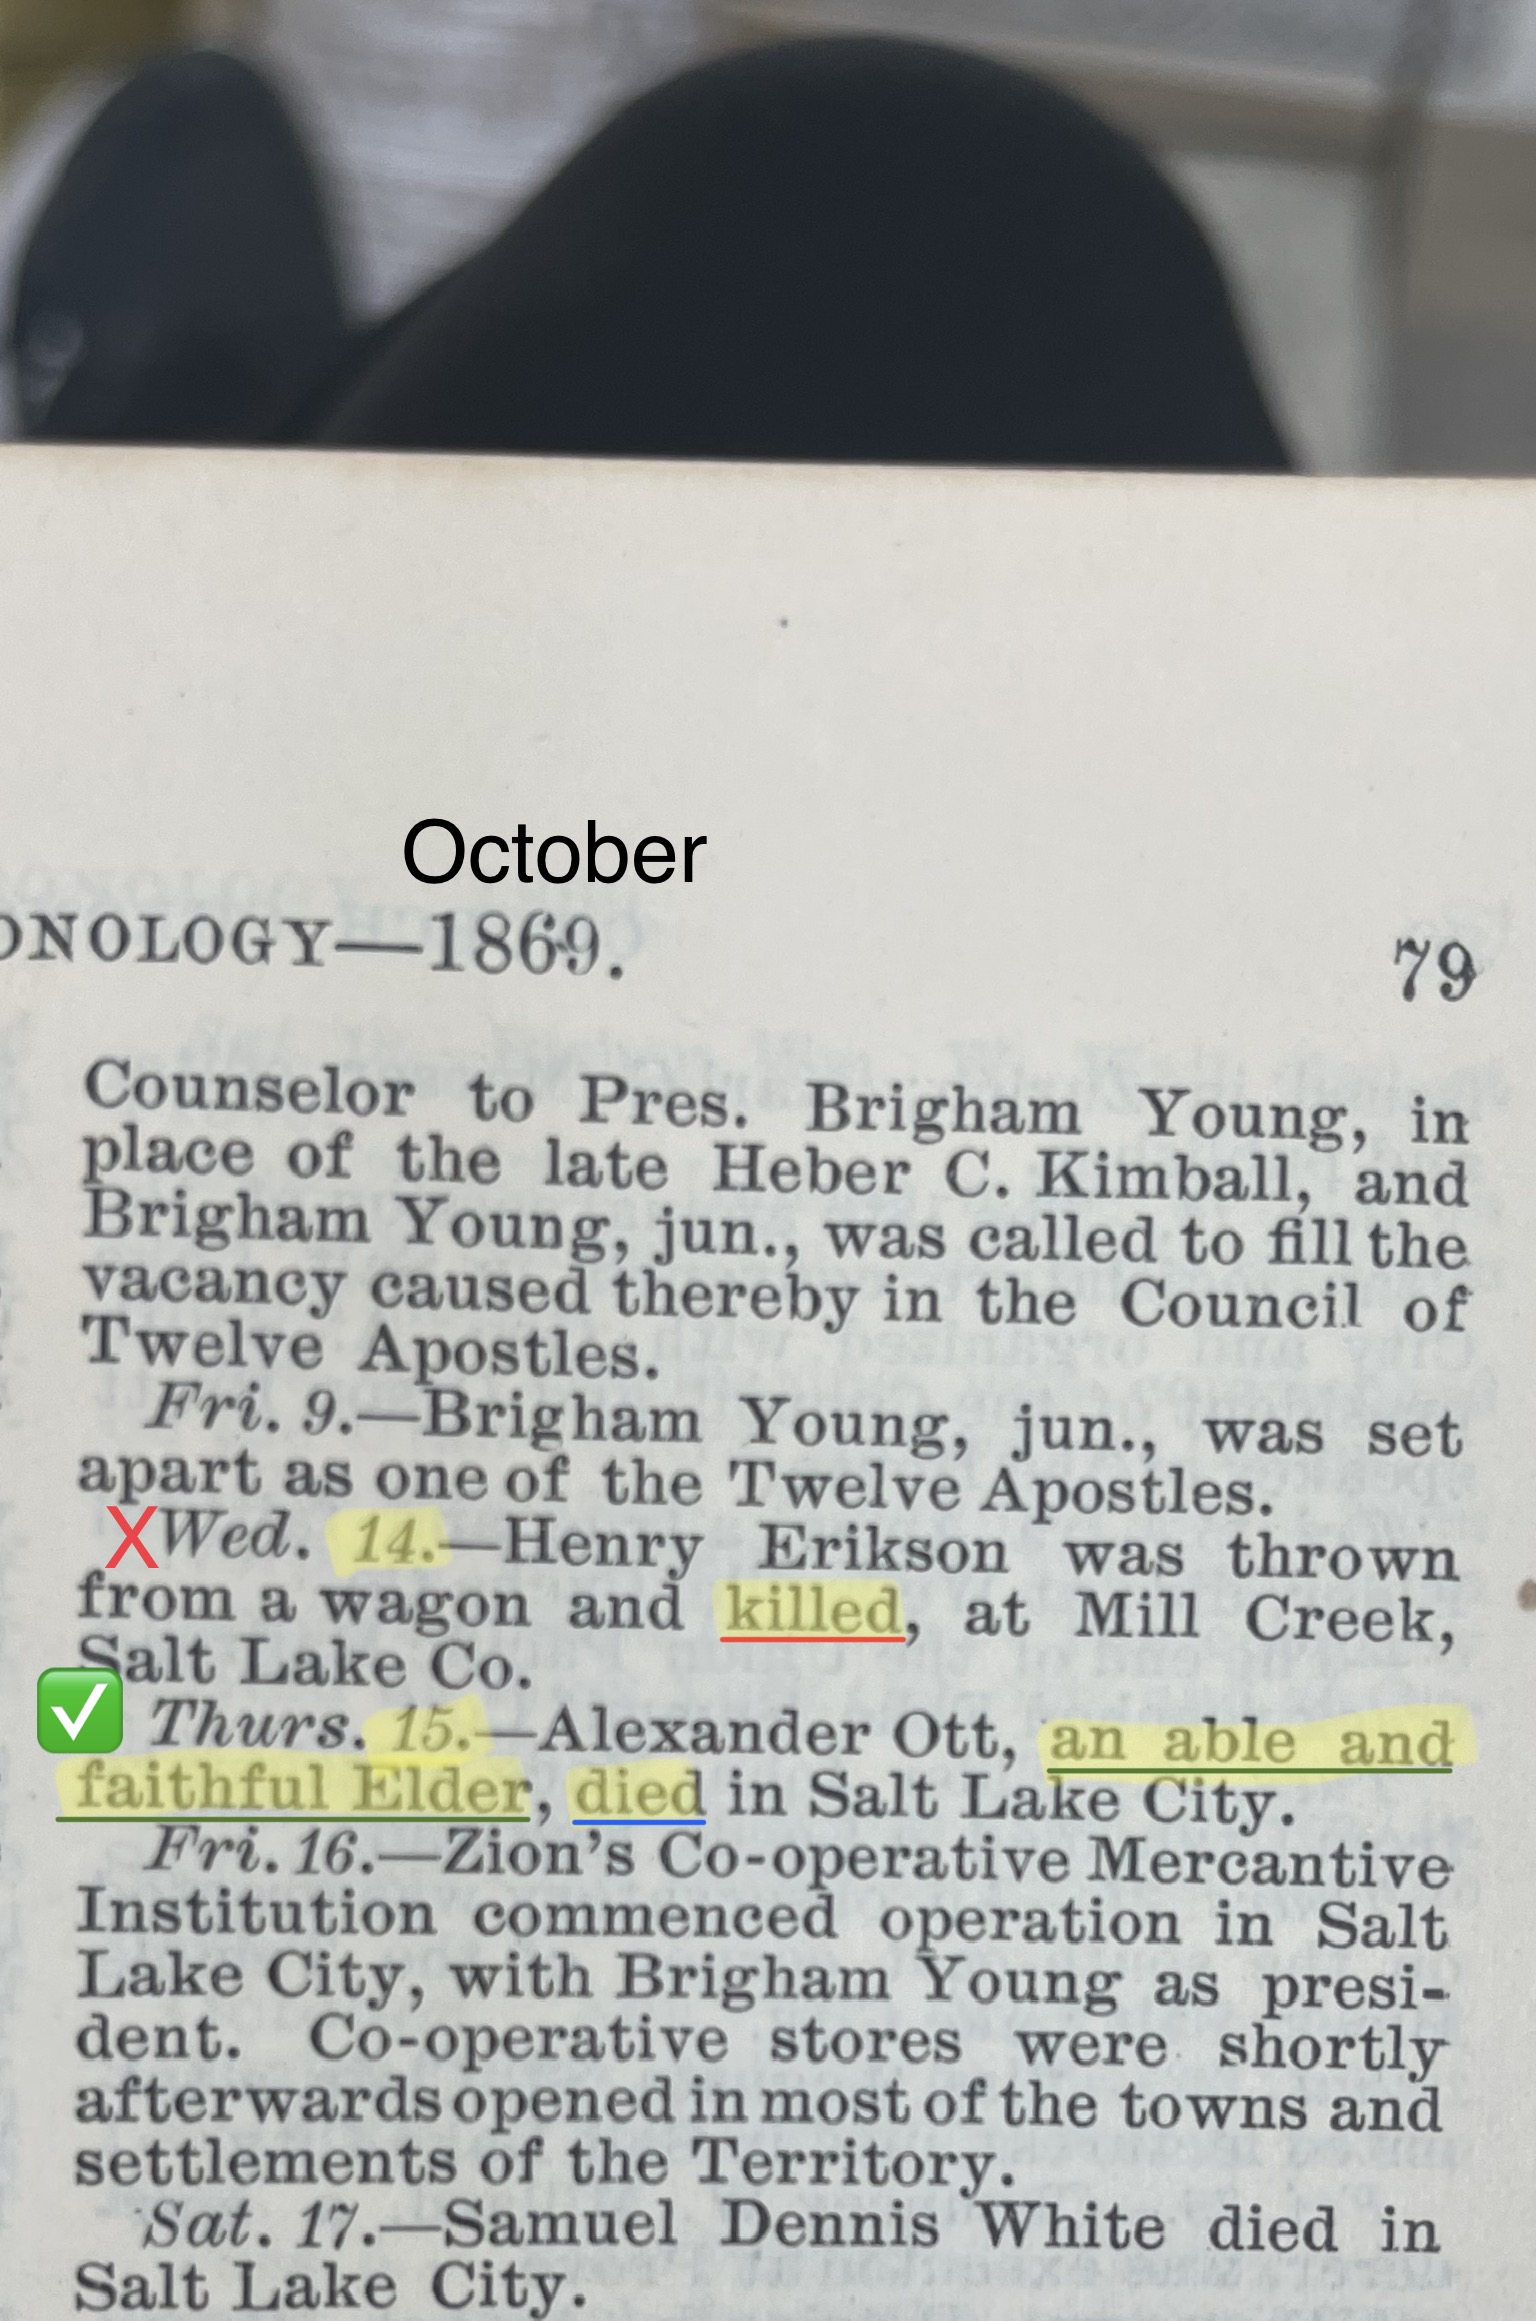 October
ONOLOGY—1869.
79
Counselor to Pres. Brigham Young, in
place of the late Heber C. Kimball, and
Brigham Young, jun., was called to fill the
vacancy caused thereby in the Council of
Twelve Apostles.
Fri. 9.—Brigham Young, jun., was set
apart as one of the Twelve Apostles.
X Wed. 14.—Henry Erikson was thrown
from a wagon and killed, at Mill Creek,
Salt Lake Co.
Thurs. 15.—Alexander Ott, an able and
faithful Elder, died in Salt Lake City.
Fri. 16.—Zion's Co-operative Mercantive
Institution commenced operation in Salt
Lake City, with Brigham Young as presi-
dent. Co-operative stores were shortly
afterwards opened in most of the towns and
settlements of the Territory.
Sat. 17.—Samuel Dennis White died in
Salt Lake City.